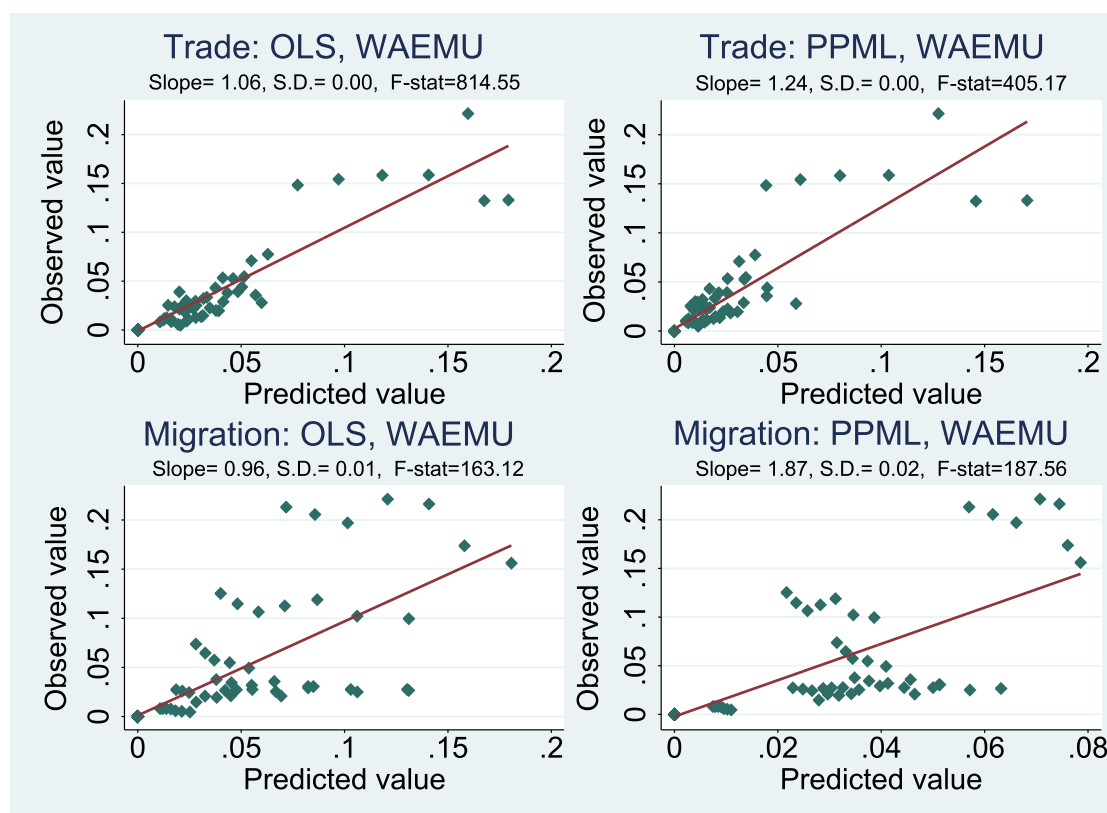 Trade: OLS, WAEMU
Slope= 1.06, S.D.= 0.00,  F-stat=814.55
Observed value
.2
.15
.1
.05
0
0 .05 .1 .15 .2
Predicted value
Trade: PPML, WAEMU
Slope= 1.24, S.D.= 0.00,  F-stat=405.17
Observed value
.2
.15
.1
.05
0
0 .05 .1 .15 .2
Predicted value
Migration: OLS, WAEMU
Slope= 0.96, S.D.= 0.01,  F-stat=163.12
Observed value
.2
.15
.1
.05
0
0 .05 .1 .15 .2
Predicted value
Migration: PPML, WAEMU
Slope= 1.87, S.D.= 0.02,  F-stat=187.56
Observed value
.2
.15
.1
.05
0
0 .02 .04 .06 .08
Predicted value